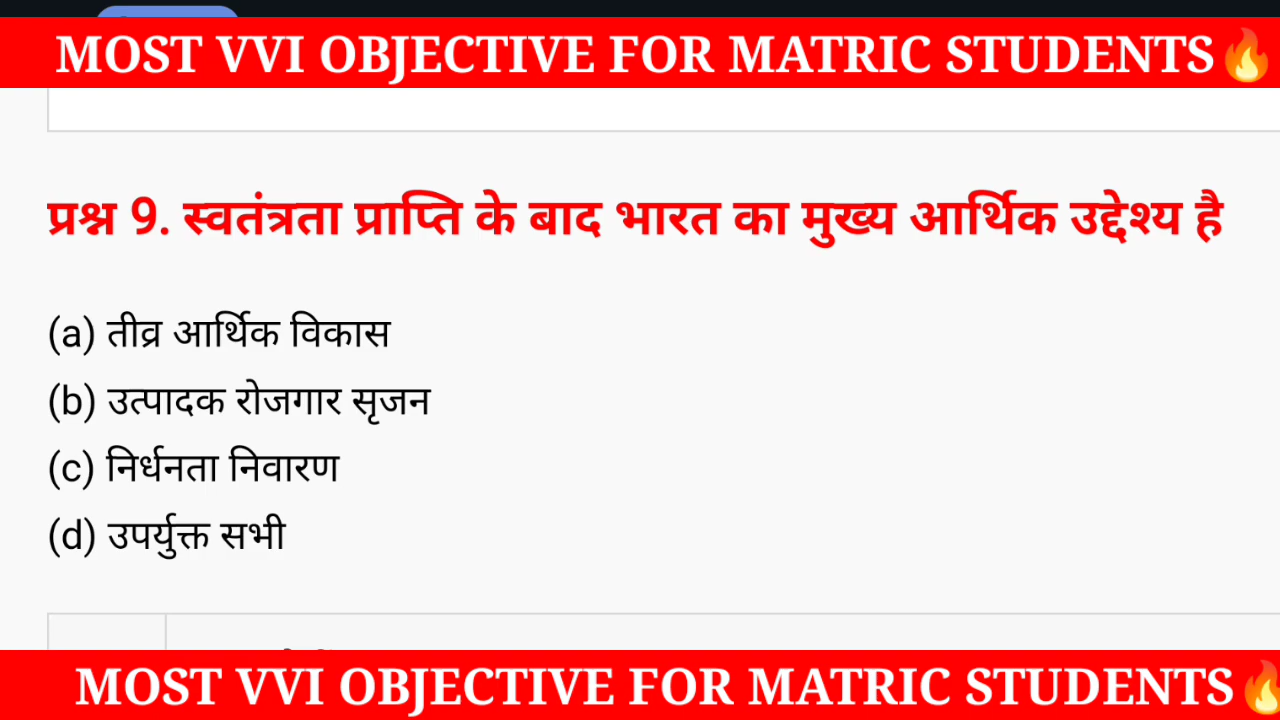 MOST VVI OBJECTIVE FOR MATRIC STUDENTS🔥
प्रश्न 9. स्वतंत्रता प्राप्ति के बाद भारत का मुख्य आर्थिक उद्देश्य है
(a) तीव्र आर्थिक विकास
(b) उत्पादक रोजगार सृजन
(c) निर्धनता निवारण
(d) उपर्युक्त सभी
MOST VVI OBJECTIVE FOR MATRIC STUDENTS🔥